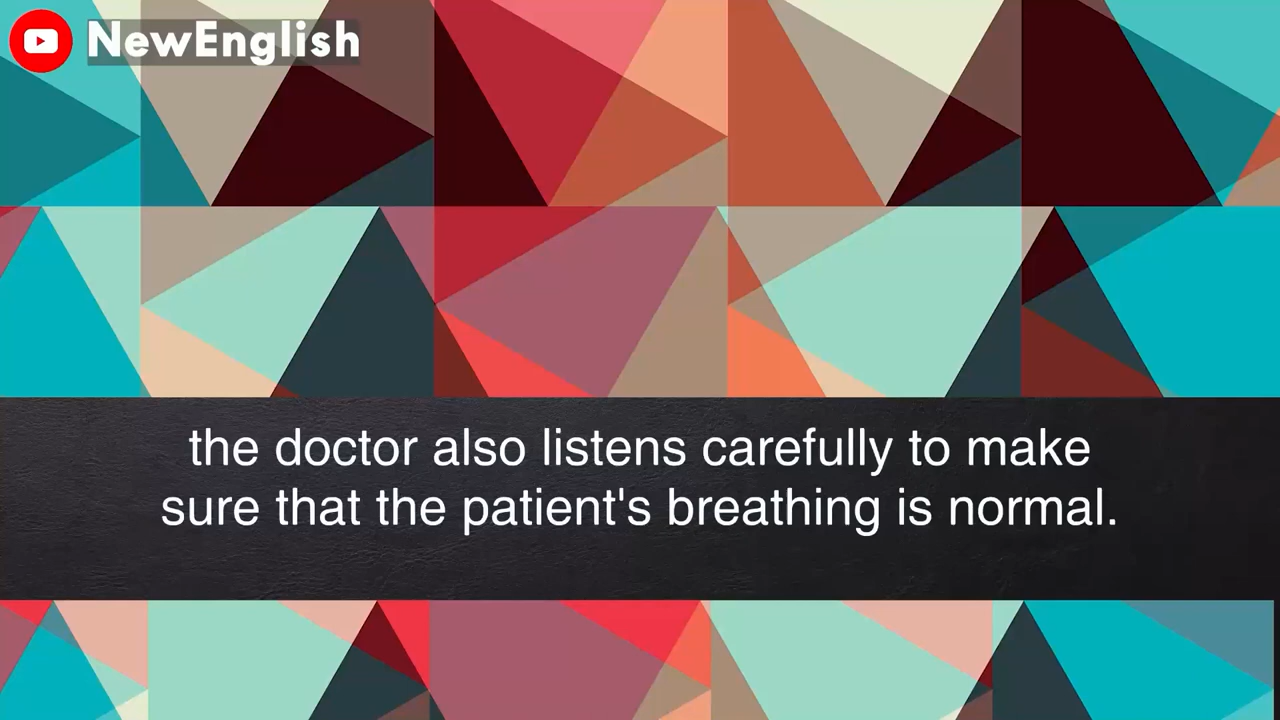 NewEnglish
the doctor also listens carefully to make
sure that the patient's breathing is normal.